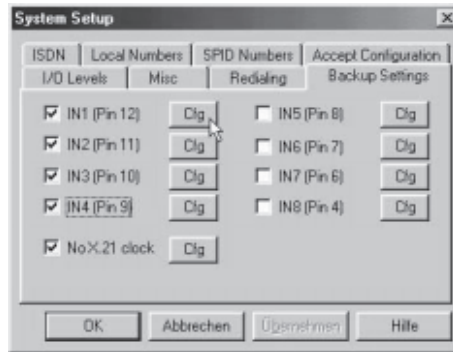 System Setup
ISDN Local Numbers SPID Numbers Accept Configuration
I/O Levels Misc Redialing Backup Settings
IN1 (Pin 12) Cfg IN5 (Pin 8) Cfg
IN2 (Pin 11) Cfg IN6 (Pin 7) Cfg
IN3 (Pin 10) Cfg IN7 (Pin 6) Cfg
IN4 (Pin 9) Cfg IN8 (Pin 4) Cfg
No X.21 clock Cfg
OK Abbrechen Übernehmen Hilfe